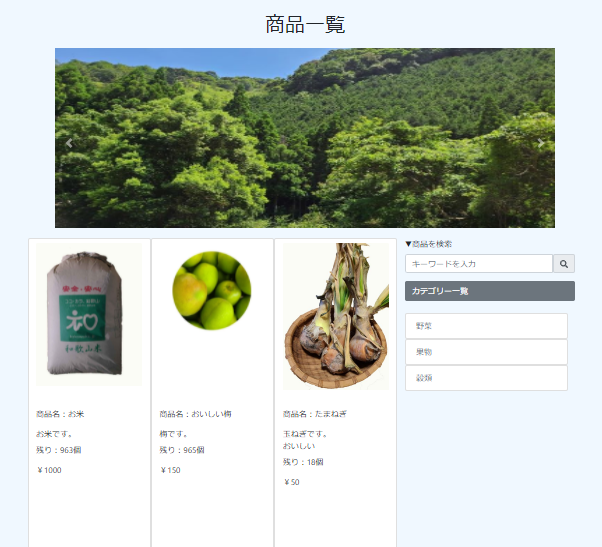 商品一覧
▼商品を検索
キーワードを入力
カテゴリー一覧
野菜
果物
穀類
和
和歌山米
商品名：お米
お米です。
残り：963個
￥1000
商品名：おいしい梅
梅です。
残り：965個
￥150
商品名：たまねぎ
玉ねぎです。
おいしい
残り：18個
￥50